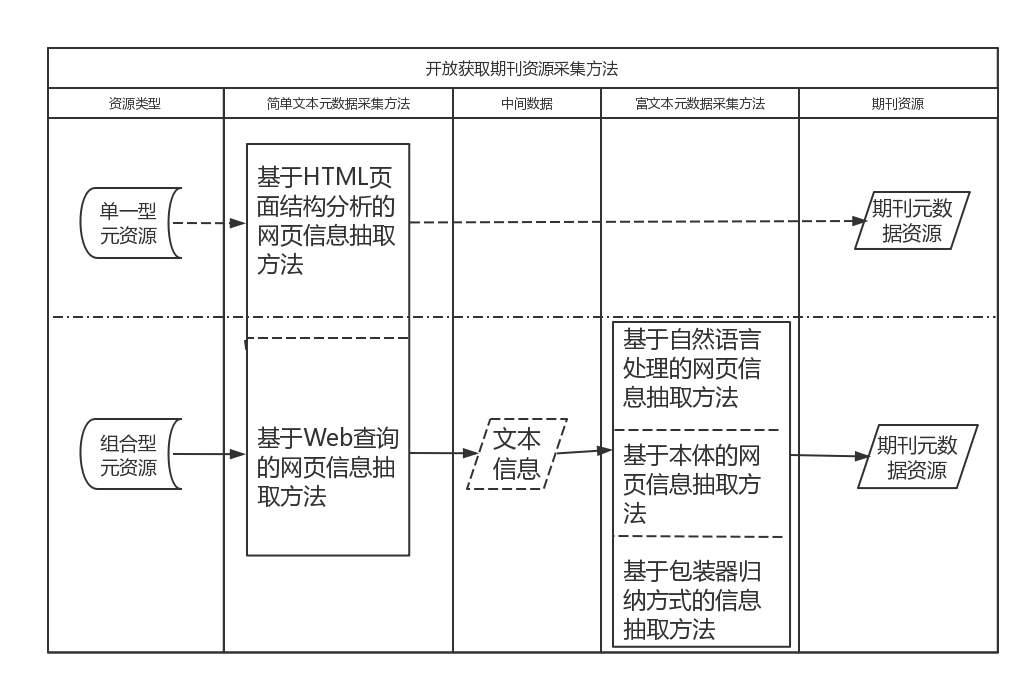 开放获取期刊资源采集方法
资源类型
简单文本元数据采集方法
中间数据
富文本元数据采集方法
期刊资源
单一型
元资源
基于HTML页
面结构分析的
网页信息抽取
方法
期刊元数
据资源
组合型
元资源
基于Web查询
的网页信息抽
取方法
文本
信息
基于自然语言
处理的网页信
息抽取方法
基于本体的网
页信息抽取方
法
基于包装器归
纳方式的信息
抽取方法
期刊元数
据资源